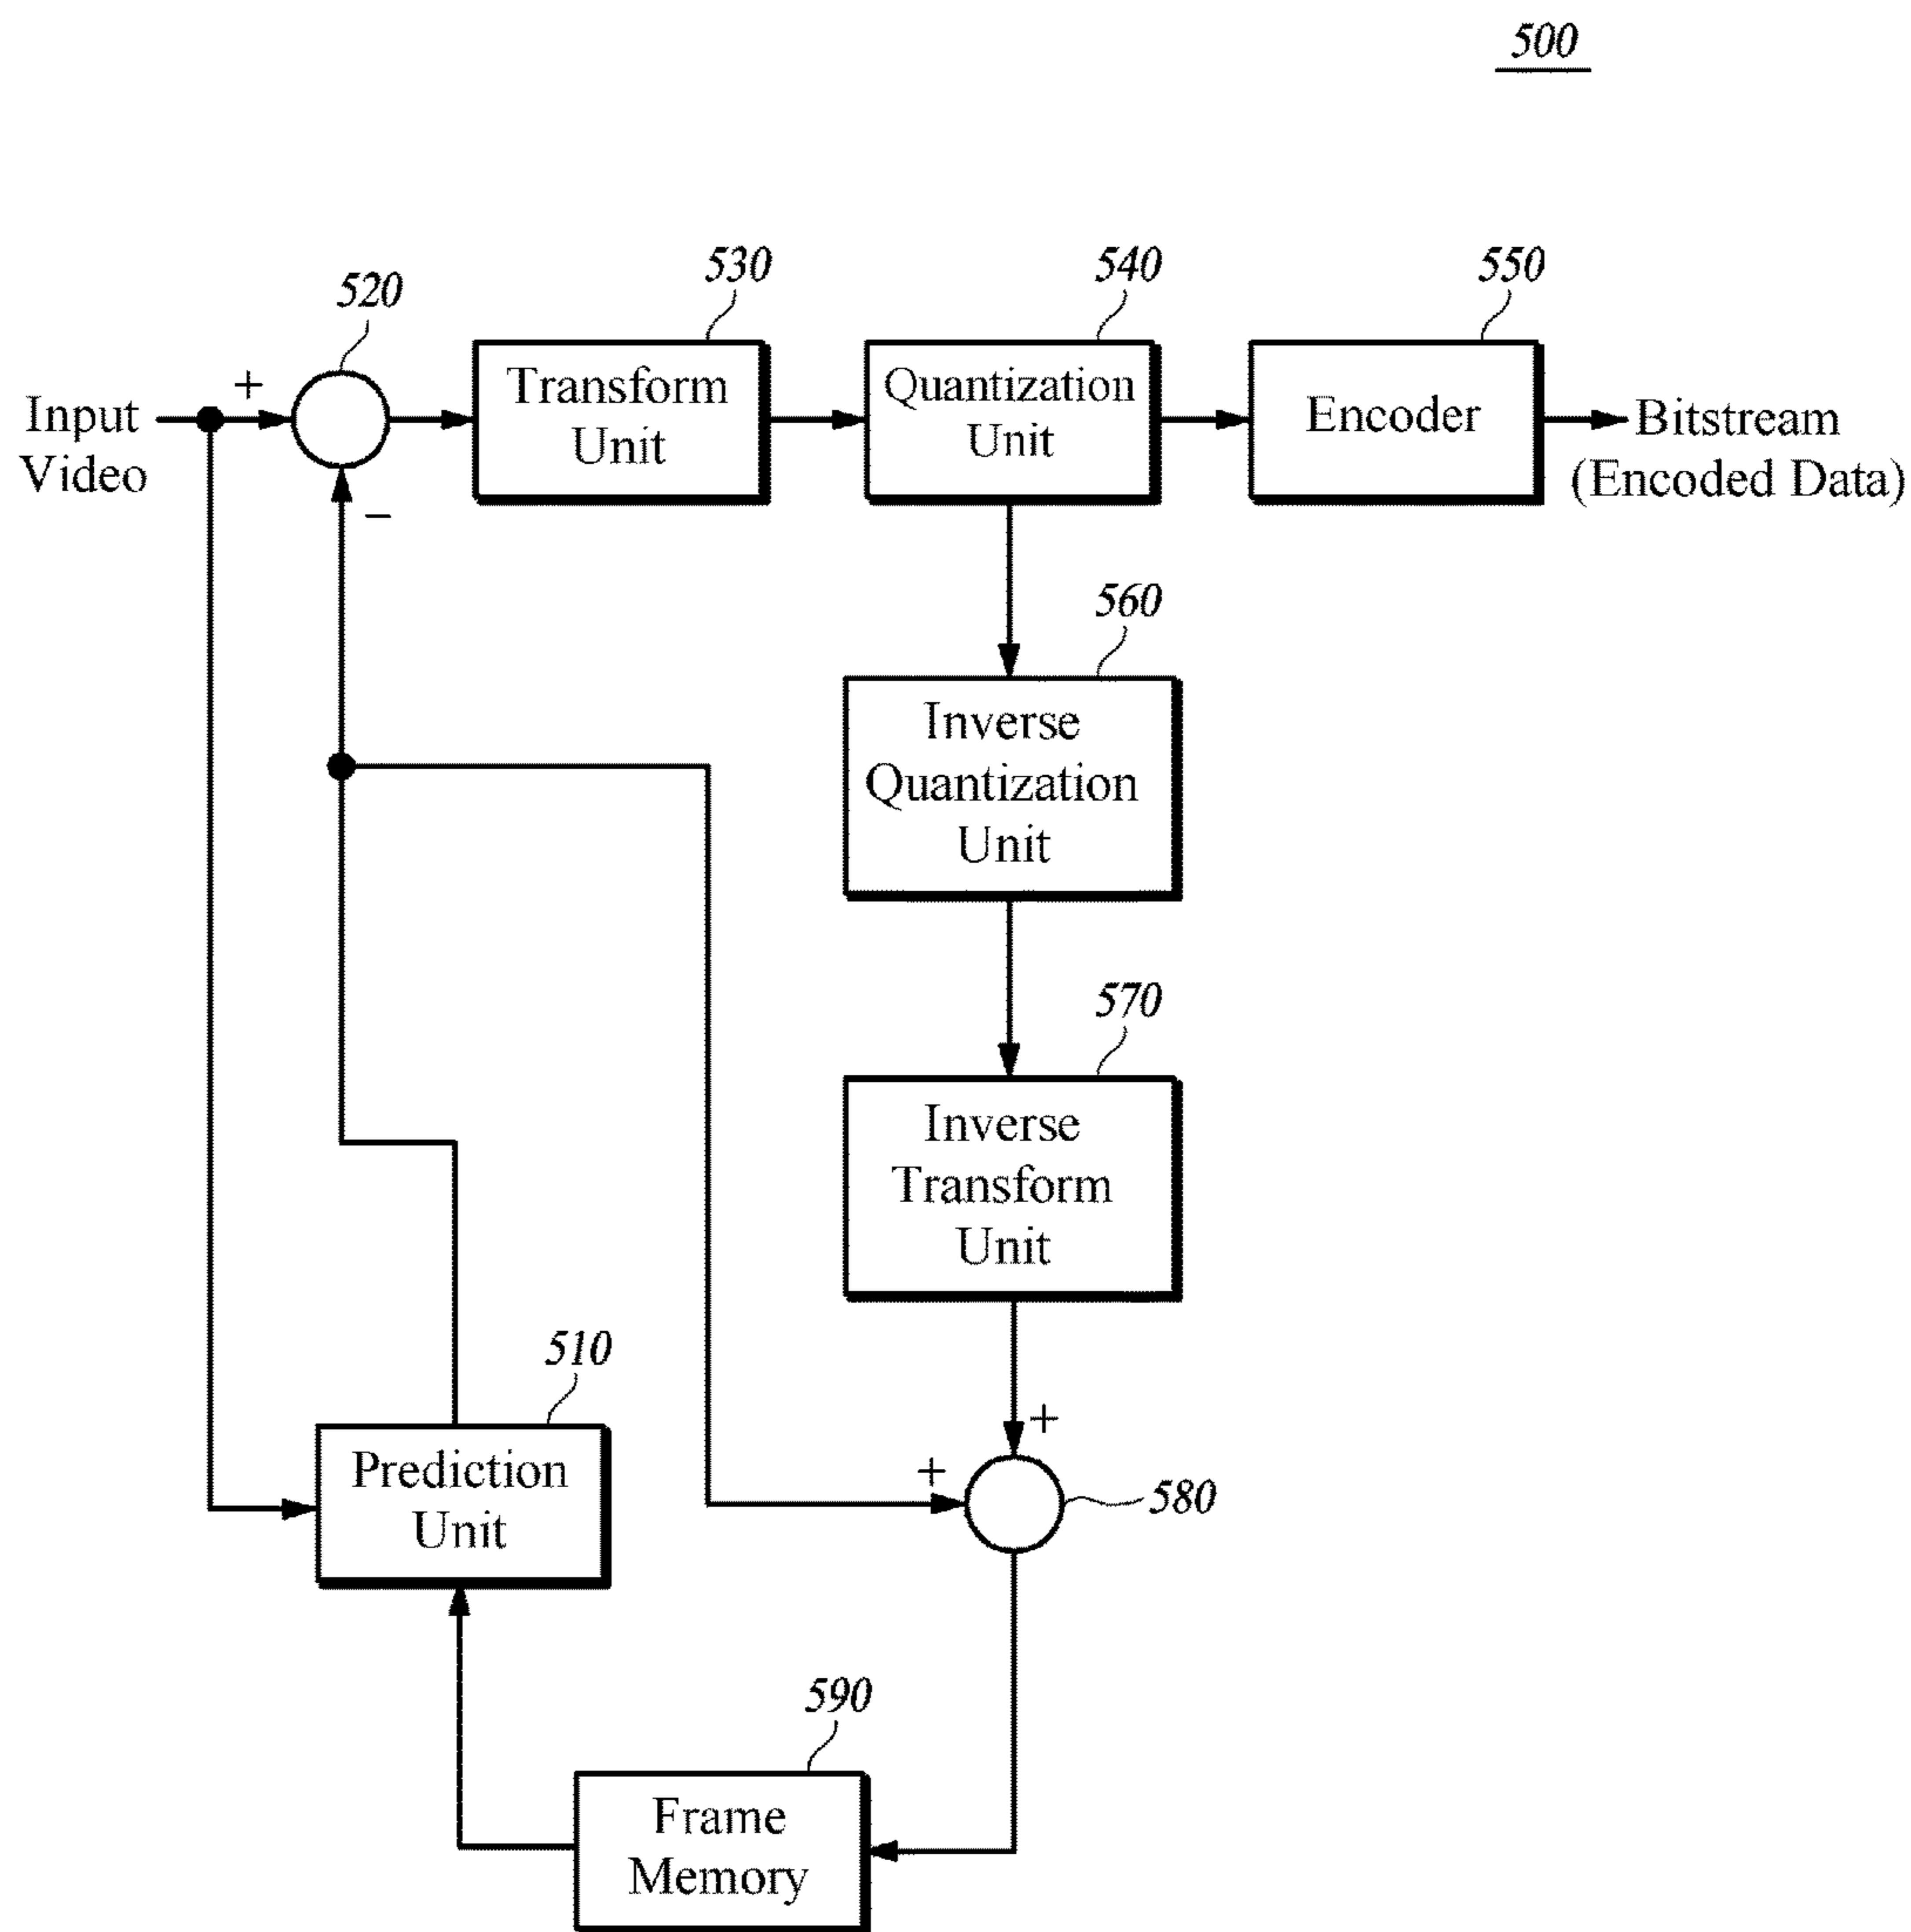 500
520
530
540
550
+
Input
Video
Transform
Unit
Quantization
Unit
Encoder
Bitstream
(Encoded Data)
−
560
Inverse
Quantization
Unit
570
Inverse
Transform
Unit
510
Prediction
Unit
+
+
580
590
Frame
Memory